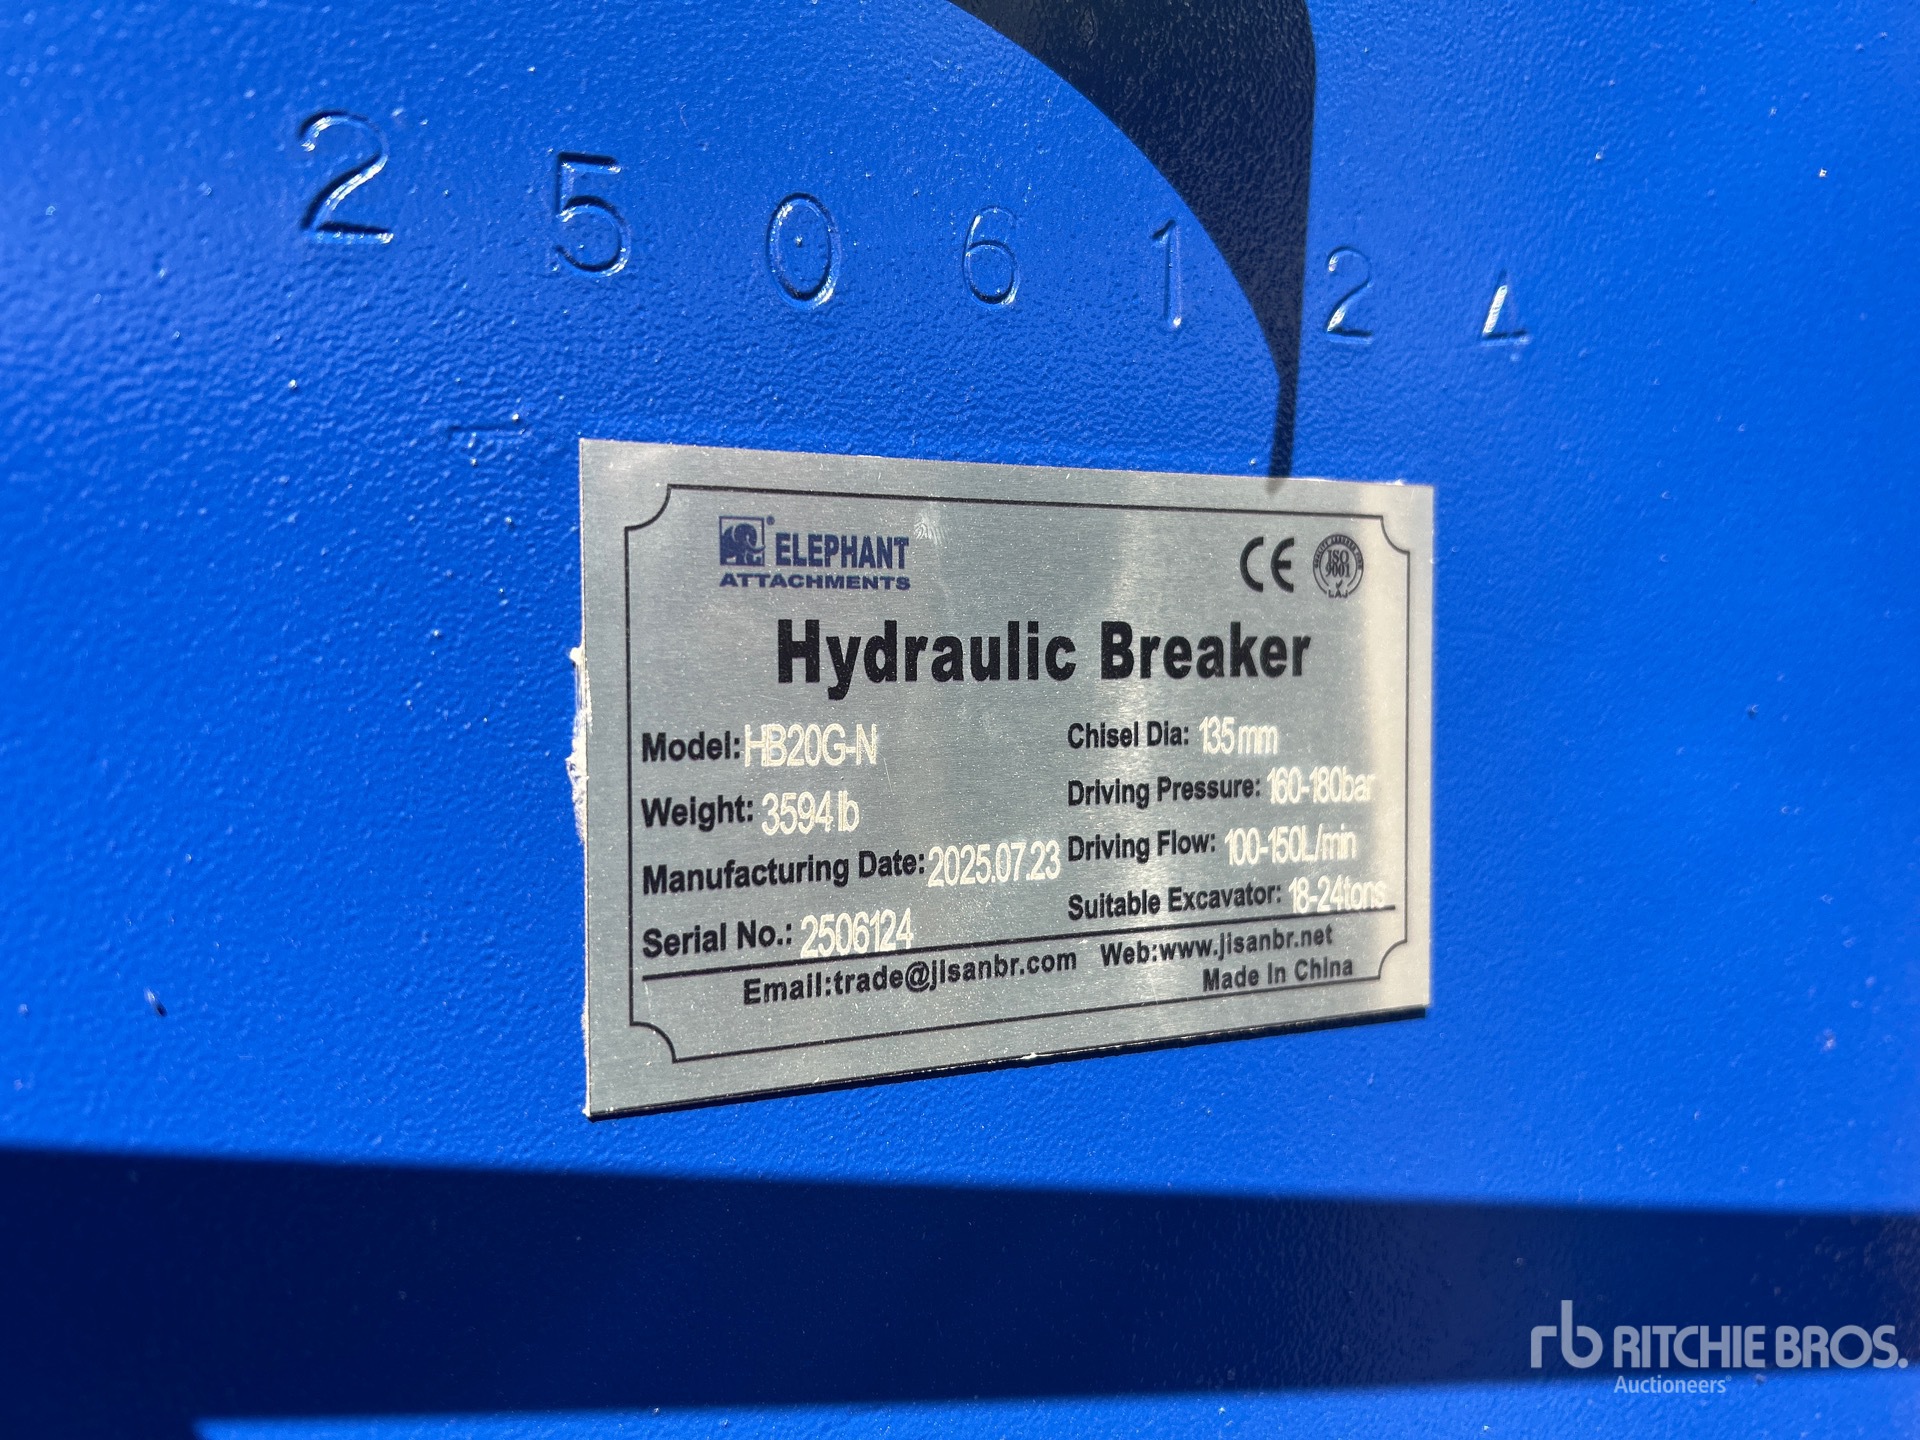 2506124
ELEPHANT
ATTACHMENTS
CE
ISO
9001
Hydraulic Breaker
Model: HB20G-N
Weight: 3594 lb
Manufacturing Date: 2025.07.23
Serial No.: 2506124
Chisel Dia: 135mm
Driving Pressure: 160-180bar
Driving Flow: 100-150L/min
Suitable Excavator: 18-24tons
Email:trade@jisanbr.com Web:www.jisanbr.net
Made In China
rb RITCHIE BROS.
Auctioneers